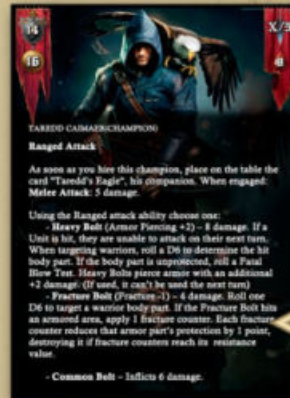 14
X/3
16
TAREDD CAIMAER(CHAMPION)
Ranged Attack
As soon as you hire this champion, place on the table the
card "Taredd's Eagle", his companion. When engaged:
Melee Attack: 5 damage.
Using the Ranged attack ability choose one:
- Heavy Bolt (Armor Piercing +2) – 8 damage. If a
Unit is hit, they are unable to attack on their next turn.
When targeting warriors, roll a D6 to determine the hit
body part. If the body part is unprotected, roll a Fatal
Blow Test. Heavy Bolts pierce armor with an additional
+2 damage. (If used, it can't be used the next turn)
- Fracture Bolt (Fracture -1) – 4 damage. Roll one
D6 to target a warrior body part. If the Fracture Bolt hits
an armored area, apply 1 fracture counter. Each fracture
counter reduces that armor part's protection by 1 point,
destroying it if fracture counters reach its resistance
value.
- Common Bolt – Inflicts 6 damage.